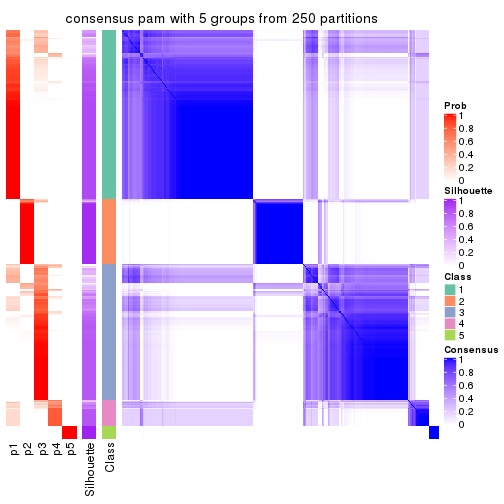 consensus pam with 5 groups from 250 partitions
Prob
1
0.8
0.6
0.4
0.2
0
Silhouette
1
0.8
0.6
0.4
0.2
0
Class
1
2
3
4
5
Consensus
1
0.8
0.6
0.4
0.2
0
p1
p2
p3
p4
p5
Silhouette
Class